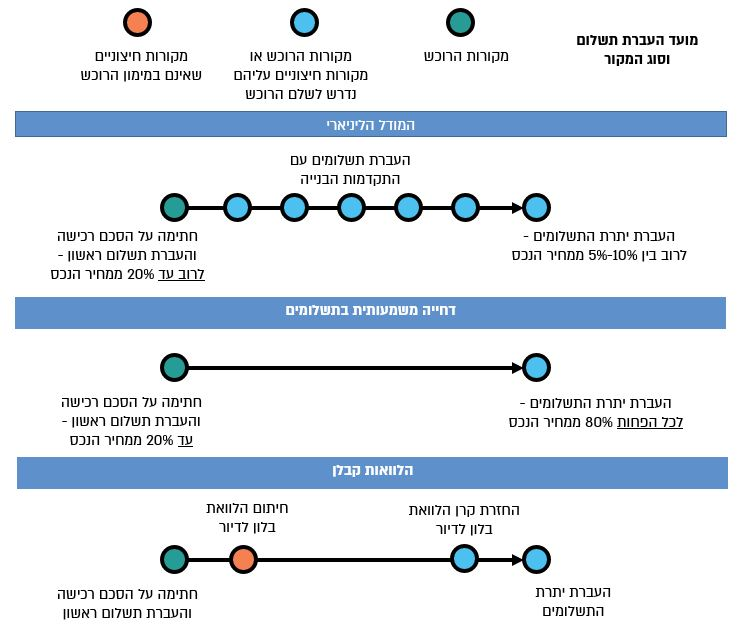 מועד העברת תשלום
וסוג המקור
מקורות הרוכש
מקורות הרוכש או
מקורות חיצוניים עליהם
נדרש לשלם הרוכש
מקורות חיצוניים
שאינם במימון הרוכש
המודל הליניארי
העברת תשלומים עם
התקדמות הבנייה
חתימה על הסכם רכישה
והעברת תשלום ראשון -
לרוב עד 20% ממחיר הנכס
העברת יתרת התשלומים -
לרוב בין 5%-10% ממחיר הנכס
דחייה משמעותית בתשלומים
חתימה על הסכם רכישה
והעברת תשלום ראשון -
עד 20% ממחיר הנכס
העברת יתרת התשלומים -
לכל הפחות 80% ממחיר הנכס
הלוואות קבלן
חיתום הלוואת
בלון לדיור
החזרת קרן הלוואת
בלון לדיור
חתימה על הסכם רכישה
והעברת תשלום ראשון
העברת יתרת
התשלומים